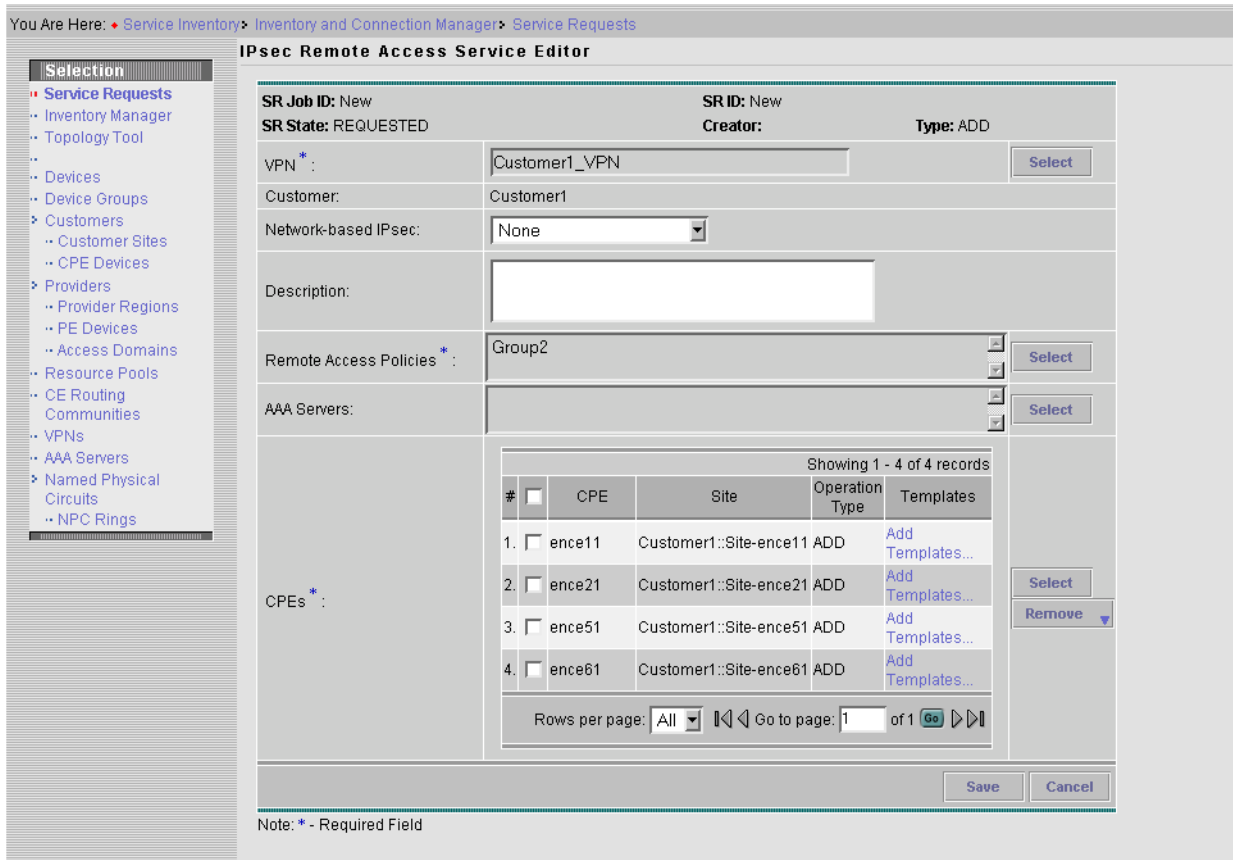 You Are Here: Service Inventory Inventory and Connection Manager Service Requests
IPsec Remote Access Service Editor
Selection
Service Requests
Inventory Manager
Topology Tool
Devices
Device Groups
Customers
Customer Sites
CPE Devices
Providers
Provider Regions
PE Devices
Access Domains
Resource Pools
CE Routing
Communities
VPNs
AAA Servers
Named Physical
Circuits
NPC Rings
SR Job ID: New SR ID: New
SR State: REQUESTED Creator: Type: ADD
VPN * : Customer1_VPN Select
Customer: Customer1
Network-based IPsec: None
Description:
Remote Access Policies * : Group2 Select
AAA Servers: Select
CPEs * :
Showing 1 - 4 of 4 records
# CPE Site Operation Type Templates
1. ence11 Customer1::Site-ence11 ADD Add Templates...
2. ence21 Customer1::Site-ence21 ADD Add Templates...
3. ence51 Customer1::Site-ence51 ADD Add Templates...
4. ence61 Customer1::Site-ence61 ADD Add Templates...
Rows per page: All Go to page: 1 of 1 Go
Select
Remove
Save Cancel
Note: * - Required Field